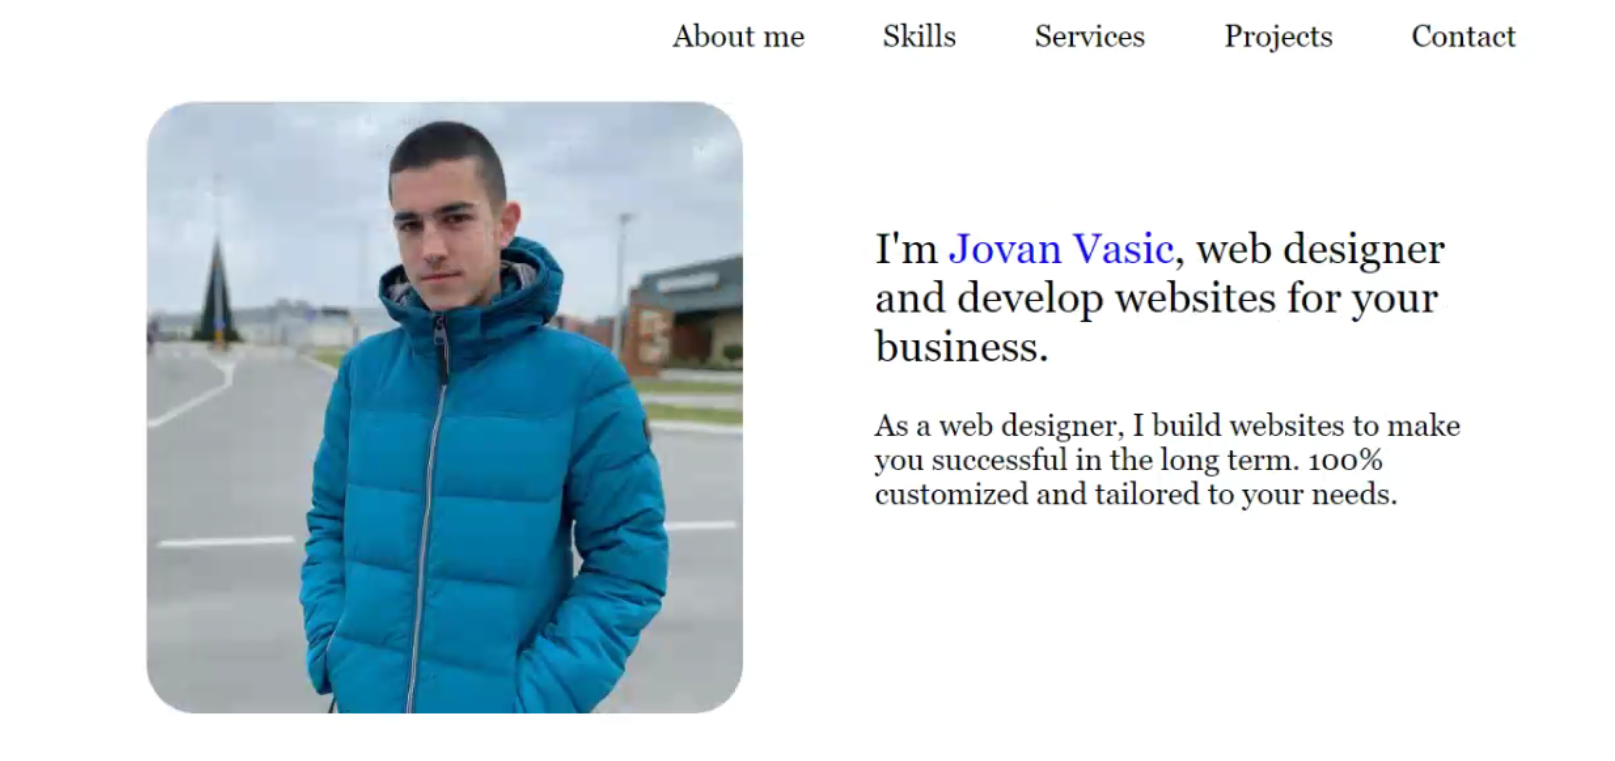 About me Skills Services Projects Contact
I'm Jovan Vasic, web designer
and develop websites for your
business.
As a web designer, I build websites to make
you successful in the long term. 100%
customized and tailored to your needs.